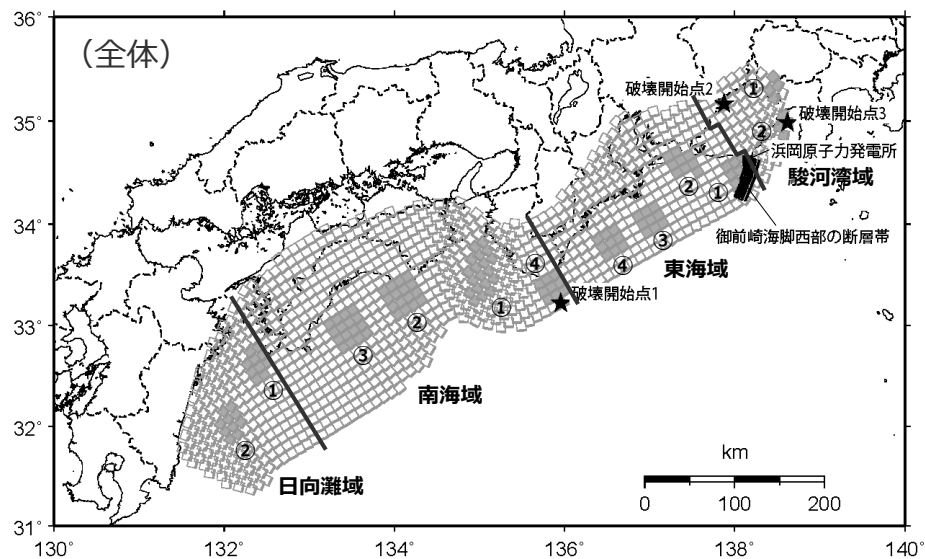 36°
（全体）
破壊開始点2
①
35°
破壊開始点3
②
浜岡原子力発電所
駿河湾域
②
①
34°
御前崎海脚西部の断層帯
③
④
④
東海域
破壊開始点1
33°
②
①
③
①
南海域
32°
②
km
日向灘域
0 100 200
31°
130° 132° 134° 136° 138° 140°